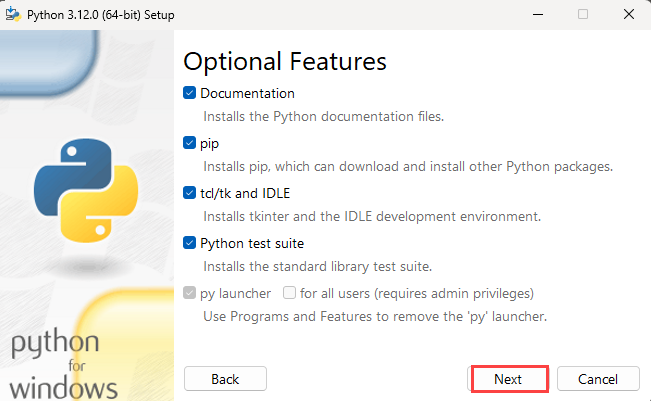 Python 3.12.0 (64-bit) Setup
Optional Features
Documentation
Installs the Python documentation files.
pip
Installs pip, which can download and install other Python packages.
tcl/tk and IDLE
Installs tkinter and the IDLE development environment.
Python test suite
Installs the standard library test suite.
py launcher for all users (requires admin privileges)
Use Programs and Features to remove the 'py' launcher.
python
for
windows
Back Next Cancel